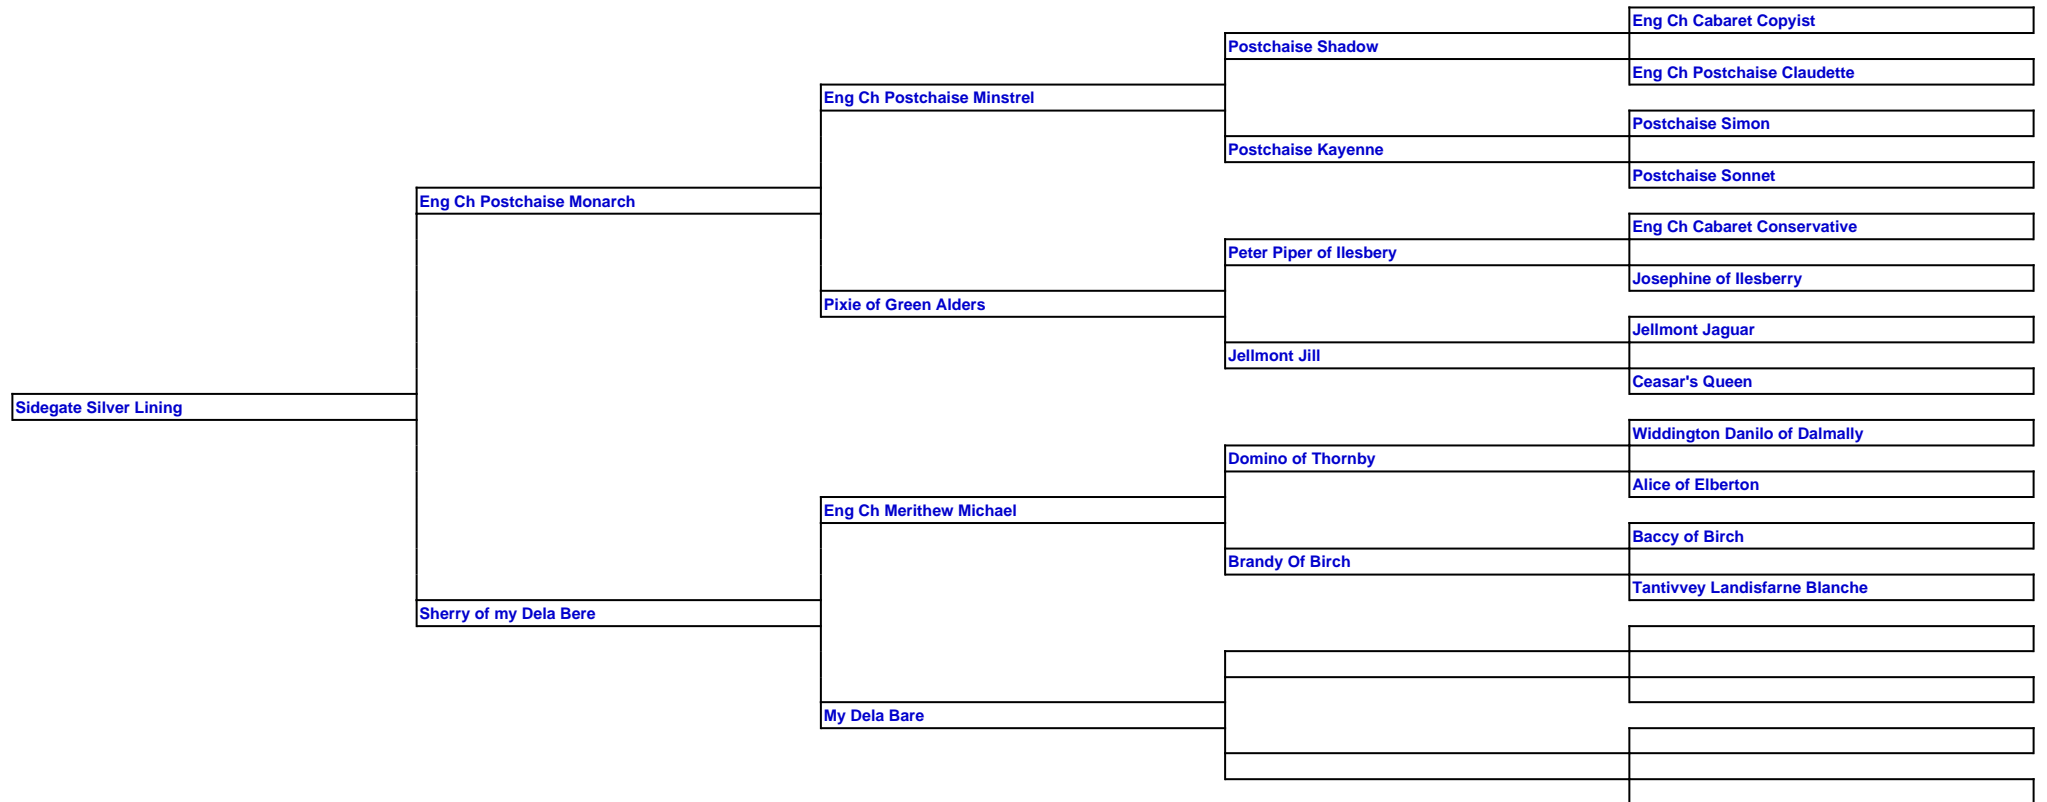 Eng Ch Cabaret Copyist
Postchaise Shadow
Eng Ch Postchaise Claudette
Eng Ch Postchaise Minstrel
Postchaise Simon
Postchaise Kayenne
Postchaise Sonnet
Eng Ch Postchaise Monarch
Eng Ch Cabaret Conservative
Peter Piper of Ilesbery
Josephine of Ilesberry
Pixie of Green Alders
Jellmont Jaguar
Jellmont Jill
Ceasar's Queen
Sidegate Silver Lining
Widdington Danilo of Dalmally
Domino of Thornby
Alice of Elberton
Eng Ch Merithew Michael
Baccy of Birch
Brandy Of Birch
Tantivvey Landisfarne Blanche
Sherry of my Dela Bere
My Dela Bare